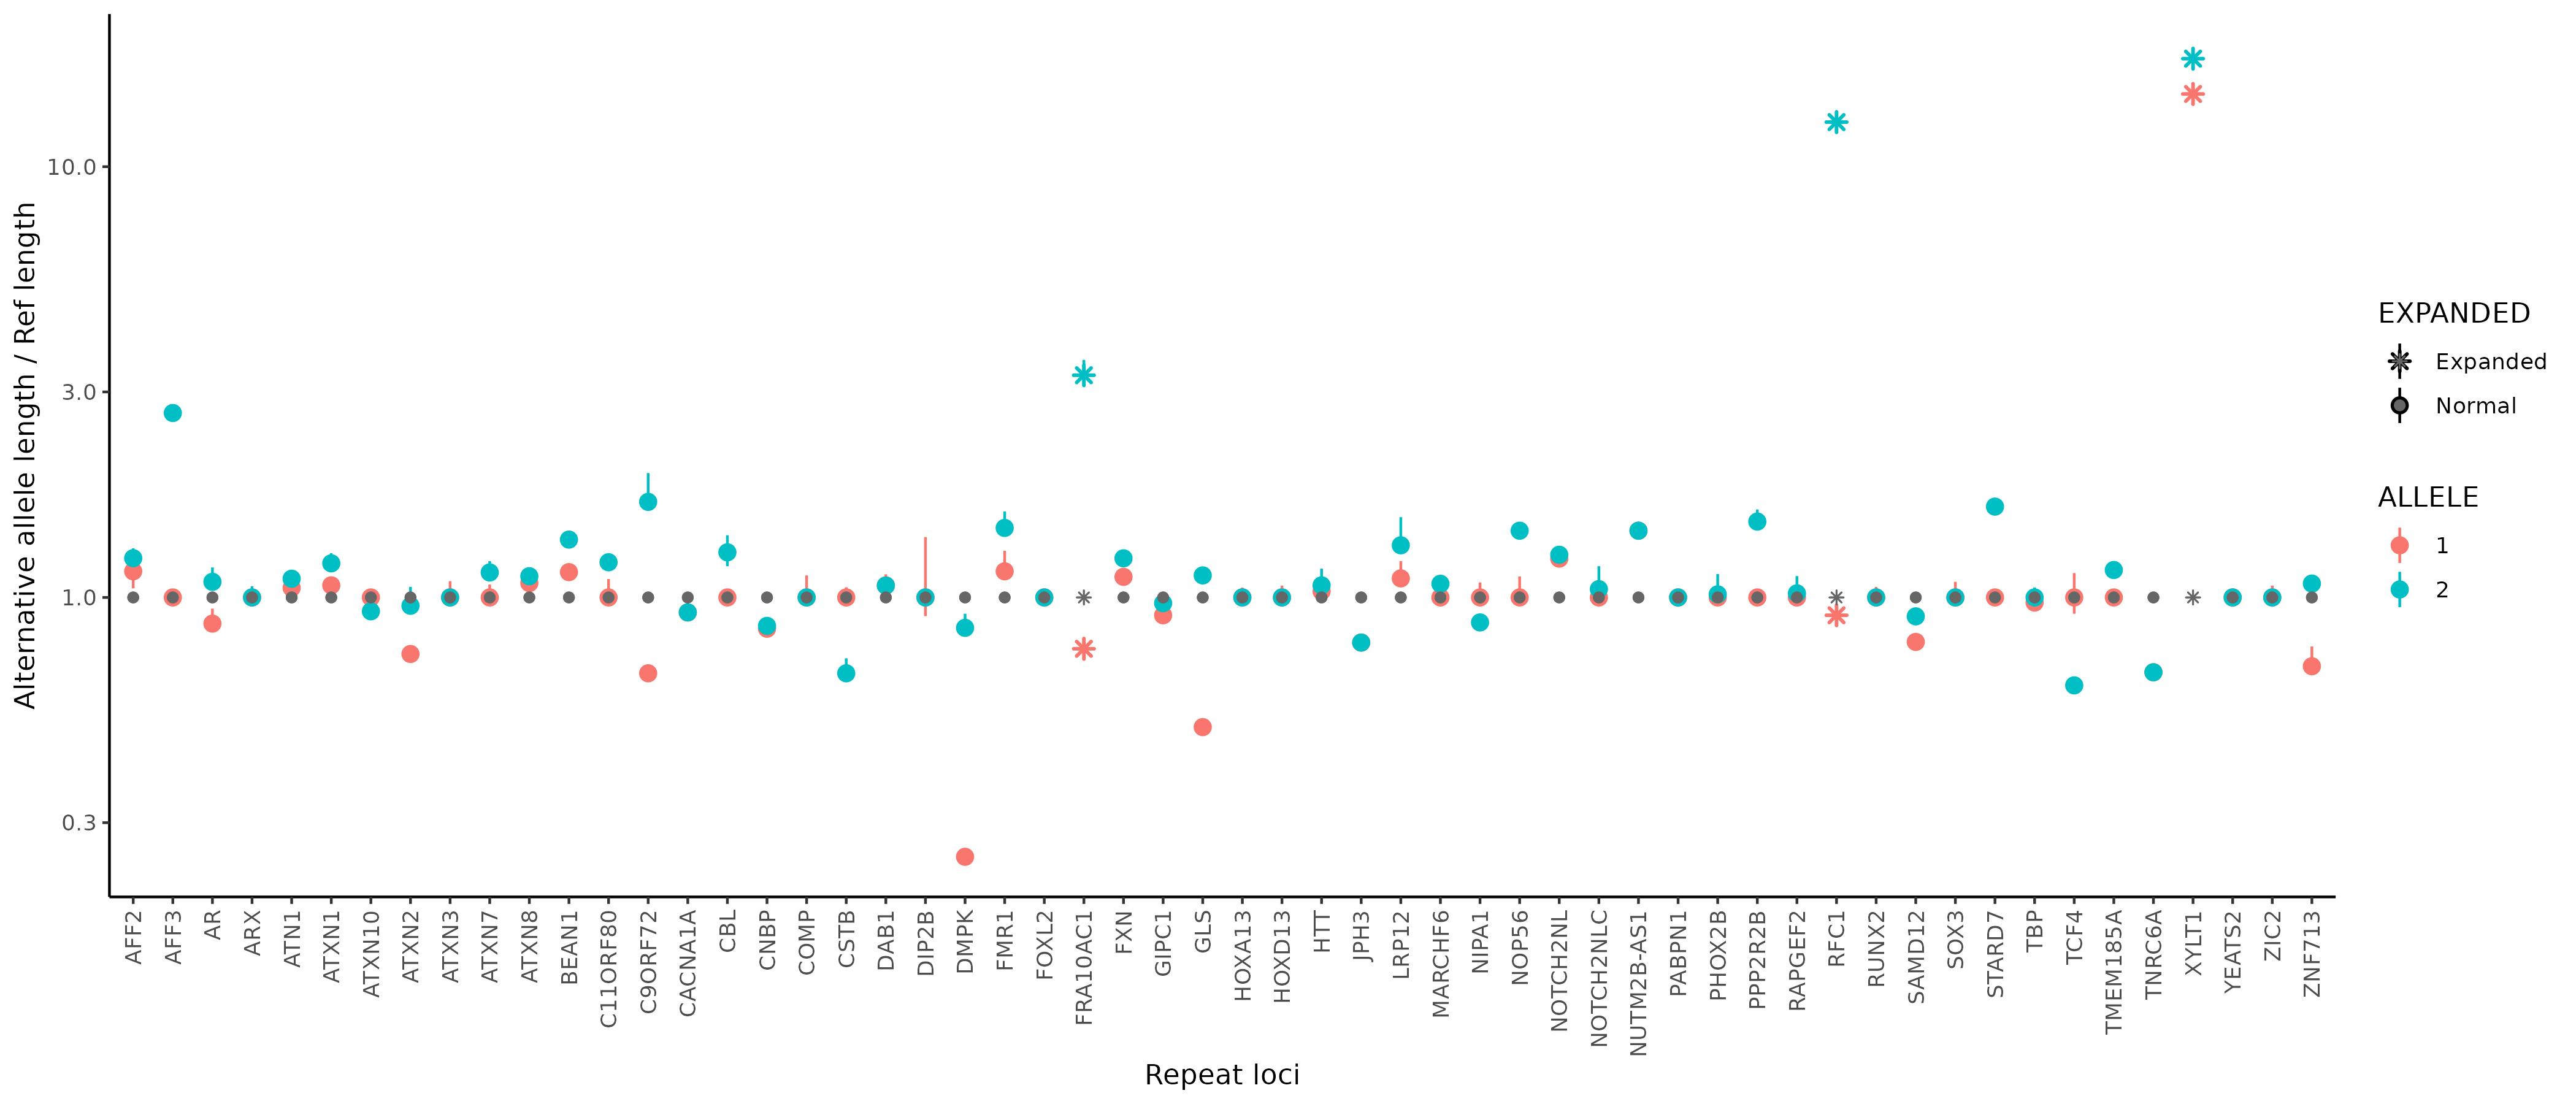 Alternative allele length / Ref length
10.0
3.0
1.0
0.3
AFF2
AFF3
AR
ARX
ATN1
ATXN1
ATXN10
ATXN2
ATXN3
ATXN7
ATXN8
BEAN1
C11ORF80
C9ORF72
CACNA1A
CBL
CNBP
COMP
CSTB
DAB1
DIP2B
DMPK
FMR1
FOXL2
FRA10AC1
FXN
GIPC1
GLS
HOXA13
HOXD13
HTT
JPH3
LRP12
MARCHF6
NIPA1
NOP56
NOTCH2NL
NOTCH2NLC
NUTM2B-AS1
PABPN1
PHOX2B
PPP2R2B
RAPGEF2
RFC1
RUNX2
SAMD12
SOX3
STARD7
TBP
TCF4
TMEM185A
TNRC6A
XYLT1
YEATS2
ZIC2
ZNF713
Repeat loci
EXPANDED
Expanded
Normal
ALLELE
1
2